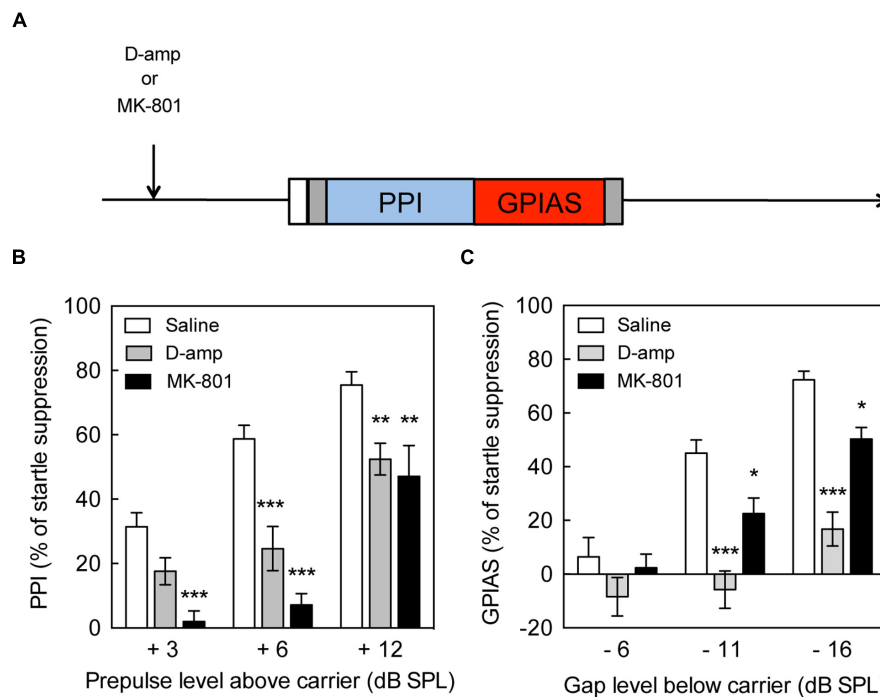 A
D-amp
or
MK-801
PPI GPIAS
B
100
80
60
40
20
0
PPI (% of startle suppression)
Saline
D-amp
MK-801
***
***
***
**
**
+ 3 + 6 + 12
Prepulse level above carrier (dB SPL)
C
100
80
60
40
20
0
-20
GPIAS (% of startle suppression)
Saline
D-amp
MK-801
***
*
***
*
- 6 - 11 - 16
Gap level below carrier (dB SPL